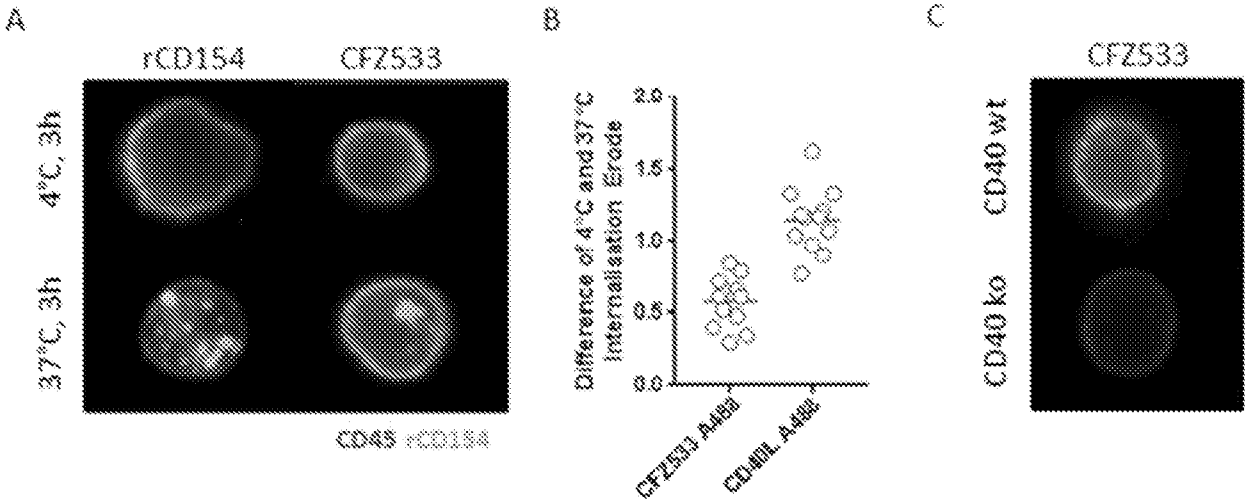 A
rCD154 CFZ533
4°C, 3h
37°C, 3h
CD45 rCD154
B
Difference of 4°C and 37°C
Internalisation Erode
2.0
1.5
1.0
0.5
0.0
CFZ533 A488
CD40L A488
C
CFZ533
CD40 wt
CD40 ko